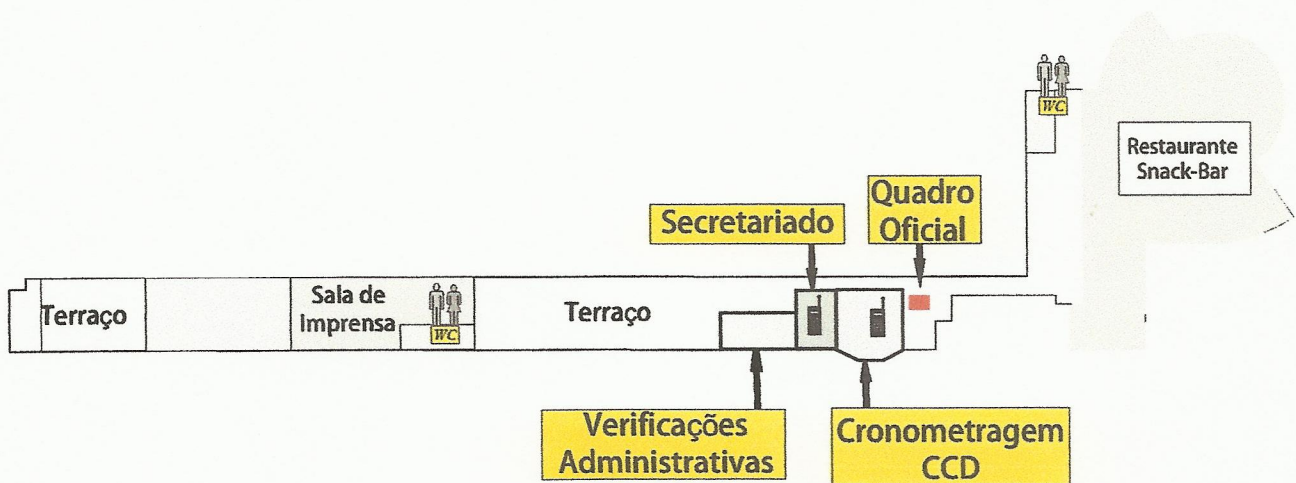 WC
Restaurante
Snack-Bar
Quadro
Oficial
Secretariado
Terraço
Sala de
Imprensa
WC
Terraço
Verificações
Administrativas
Cronometragem
CCD